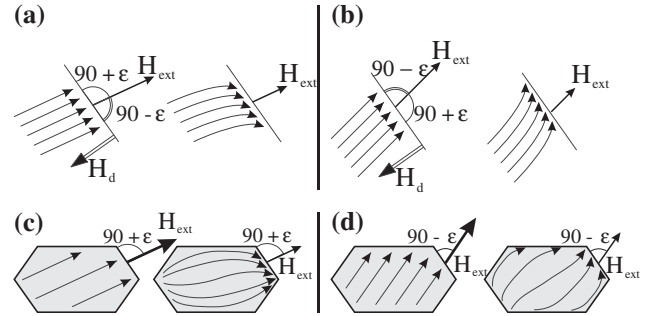 (a)
90 + ε
H_ext
90 - ε
H_d
H_ext
(b)
90 - ε
H_ext
90 + ε
H_d
H_ext
(c)
90 + ε
H_ext
90 + ε
H_ext
(d)
90 - ε
H_ext
90 - ε
H_ext